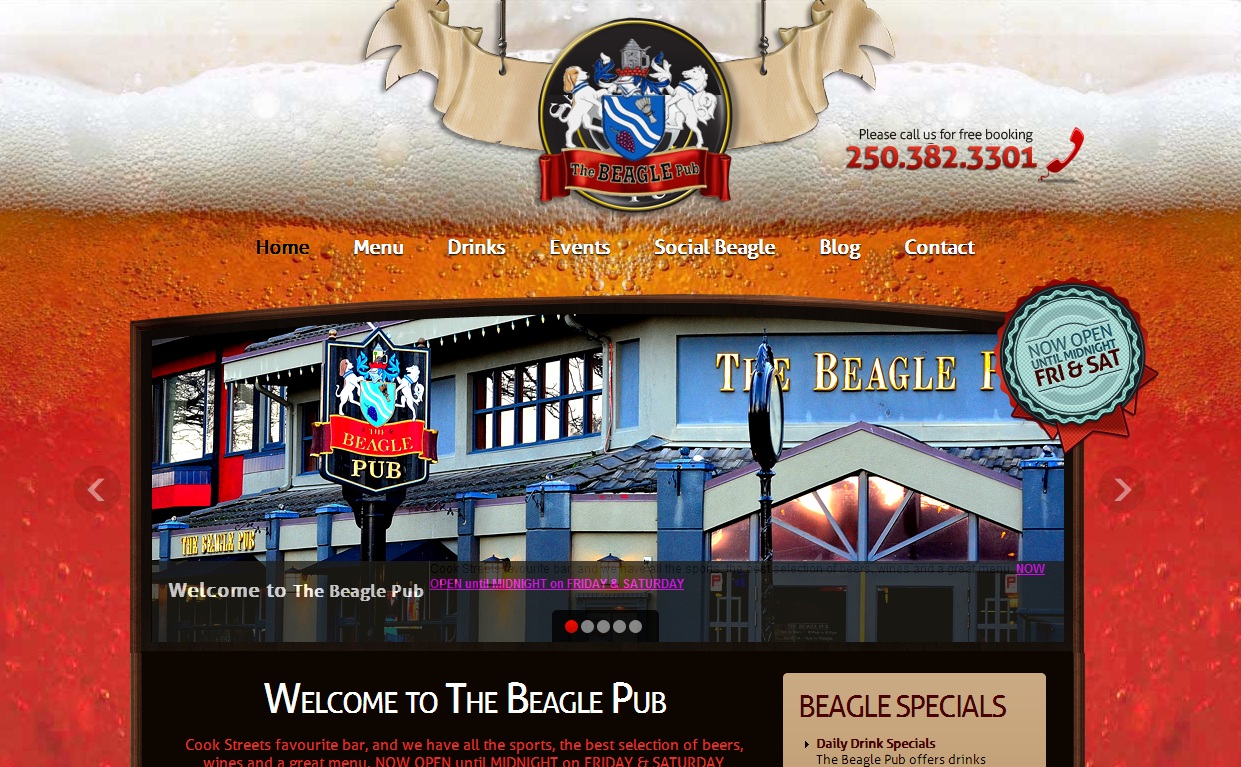 Please call us for free booking
250.382.3301
The BEAGLE Pub
Home Menu Drinks Events Social Beagle Blog Contact
NOW OPEN
UNTIL MIDNIGHT
FRI & SAT
THE BEAGLE P
THE
BEAGLE
PUB
THE BEAGLE PUB
Cook Streets favourite bar, and we have all the sports, the best selection of beers, wines and a great menu. NOW
OPEN until MIDNIGHT on FRIDAY & SATURDAY
Welcome to The Beagle Pub
P
P
WELCOME TO THE BEAGLE PUB
Cook Streets favourite bar, and we have all the sports, the best selection of beers,
wines and a great menu. NOW OPEN until MIDNIGHT on FRIDAY & SATURDAY
BEAGLE SPECIALS
Daily Drink Specials
The Beagle Pub offers drinks